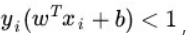 yᵢ(wᵀxᵢ + b) < 1,